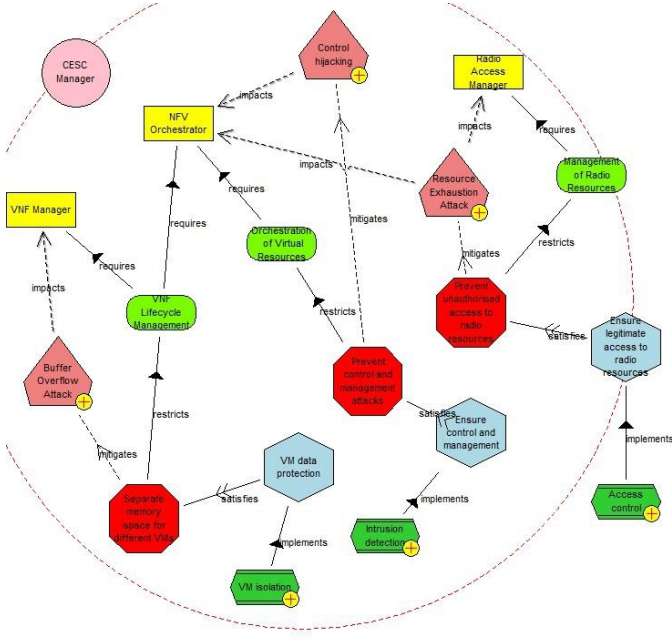 CESC
Manager
Control
hijacking
Radio
Access
Manager
impacts
NFV
Orchestrator
impacts
requires
impacts
Resource
Exhaustion
Attack
Management
of Radio
Resources
VNF Manager
requires
mitigates
requires
Orchestration
of Virtual
Resources
mitigates
restricts
requires
impacts
VNF
Lifecycle
Management
restricts
Prevent
unauthorised
access to
radio
resources
satisfies
Ensure
legitimate
access to
radio
resources
Buffer
Overflow
Attack
Prevent
control and
management
attacks
restricts
satisfies
Ensure
control and
management
implements
mitigates
VM data
protection
Separate
memory
space for
different VMs
satisfies
implements
Access
control
Intrusion
detection
implements
VM isolation